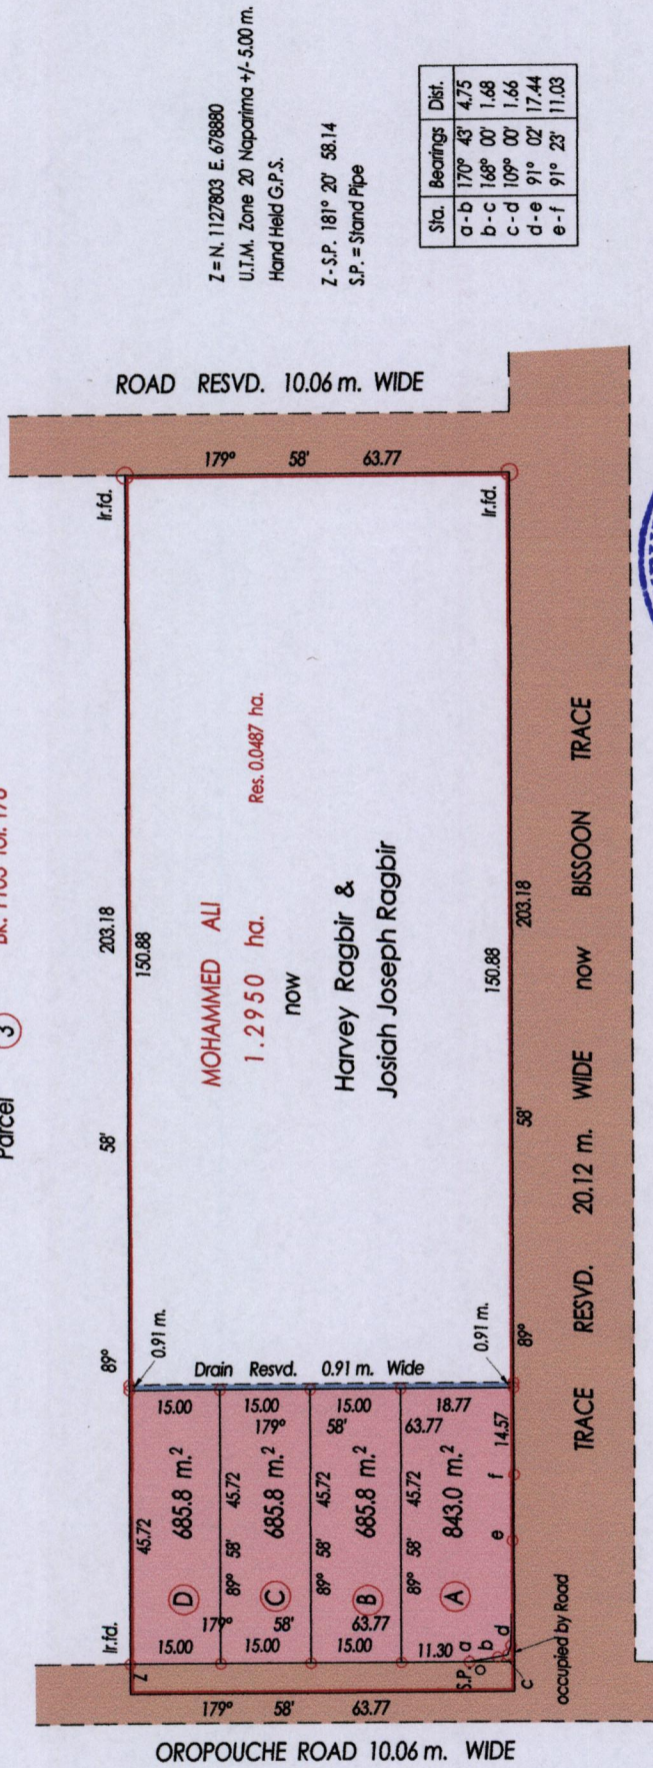 Z = N. 1127803 E. 678880
U.T.M. Zone 20 Naparima +/- 5.00 m.
Hand Held G.P.S.
Z - S.P. 181° 20' 58.14
S.P. = Stand Pipe
Sta. Bearings Dist.
a - b 170° 43' 4.75
b - c 168° 00' 1.68
c - d 109° 00' 1.66
d - e 91° 02' 17.44
e - f 91° 23' 11.03
ROAD RESVD. 10.06 m. WIDE
179° 58' 63.77
Ir.fd.
Ir.fd.
Parcel 3
89° 58' 203.18
150.88
MOHAMMED ALI
1.2950 ha.
Res. 0.0487 ha.
now
Harvey Ragbir &
Josiah Joseph Ragbir
150.88
89° 58' 203.18
0.91 m.
0.91 m.
Drain Resvd. 0.91 m. Wide
15.00 15.00 15.00 18.77
179° 58' 63.77
45.72
D 685.8 m.²
89° 58' 45.72
C 685.8 m.²
89° 58' 45.72
B 685.8 m.²
89° 58' 45.72
A 843.0 m.²
14.57
179° 58' 63.77
15.00 15.00 15.00 11.30
Ir.fd.
Z
S.P.
a
b
c
d
e
f
occupied by Road
179° 58' 63.77
OROPOUCHE ROAD 10.06 m. WIDE
TRACE RESVD. 20.12 m. WIDE now BISSOON TRACE